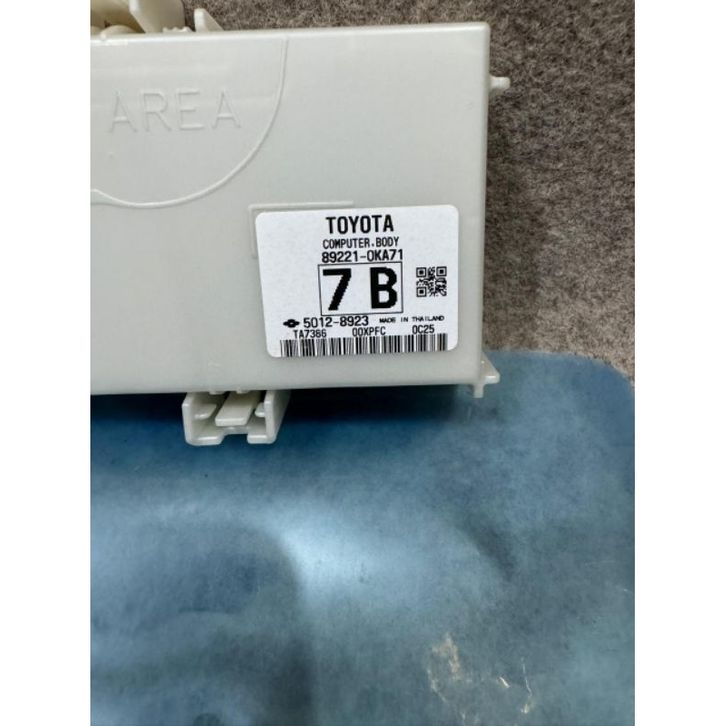 AREA
TOYOTA
COMPUTER.BODY
89221-0KA71
7 B
5012-8923 MADE IN THAILAND
TA7386 00XPFC 0C25